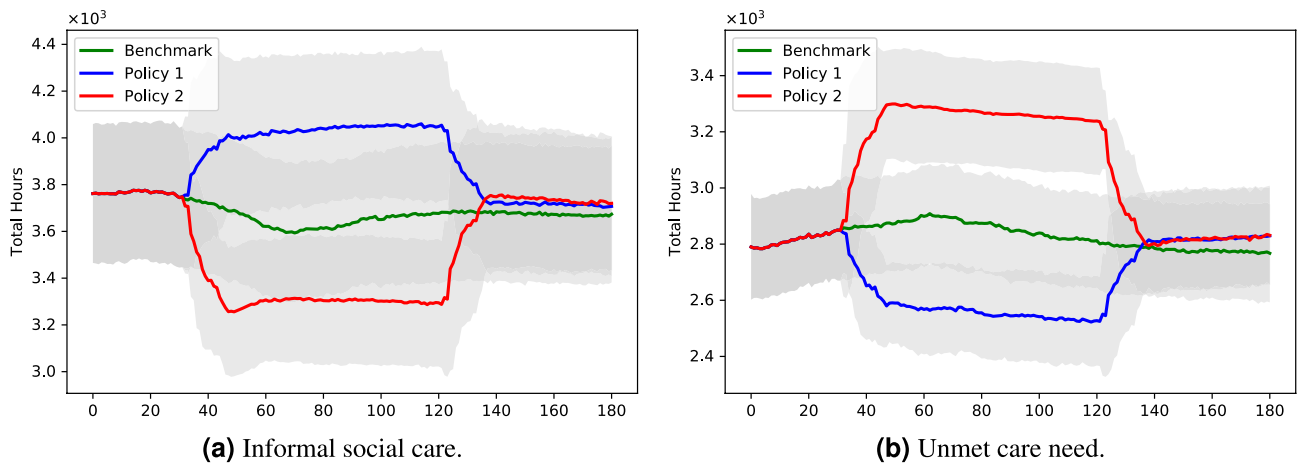 ×10³
Total Hours
4.4
4.2
4.0
3.8
3.6
3.4
3.2
3.0
Benchmark
Policy 1
Policy 2
0 20 40 60 80 100 120 140 160 180
(a) Informal social care.
×10³
Total Hours
3.4
3.2
3.0
2.8
2.6
2.4
Benchmark
Policy 1
Policy 2
0 20 40 60 80 100 120 140 160 180
(b) Unmet care need.